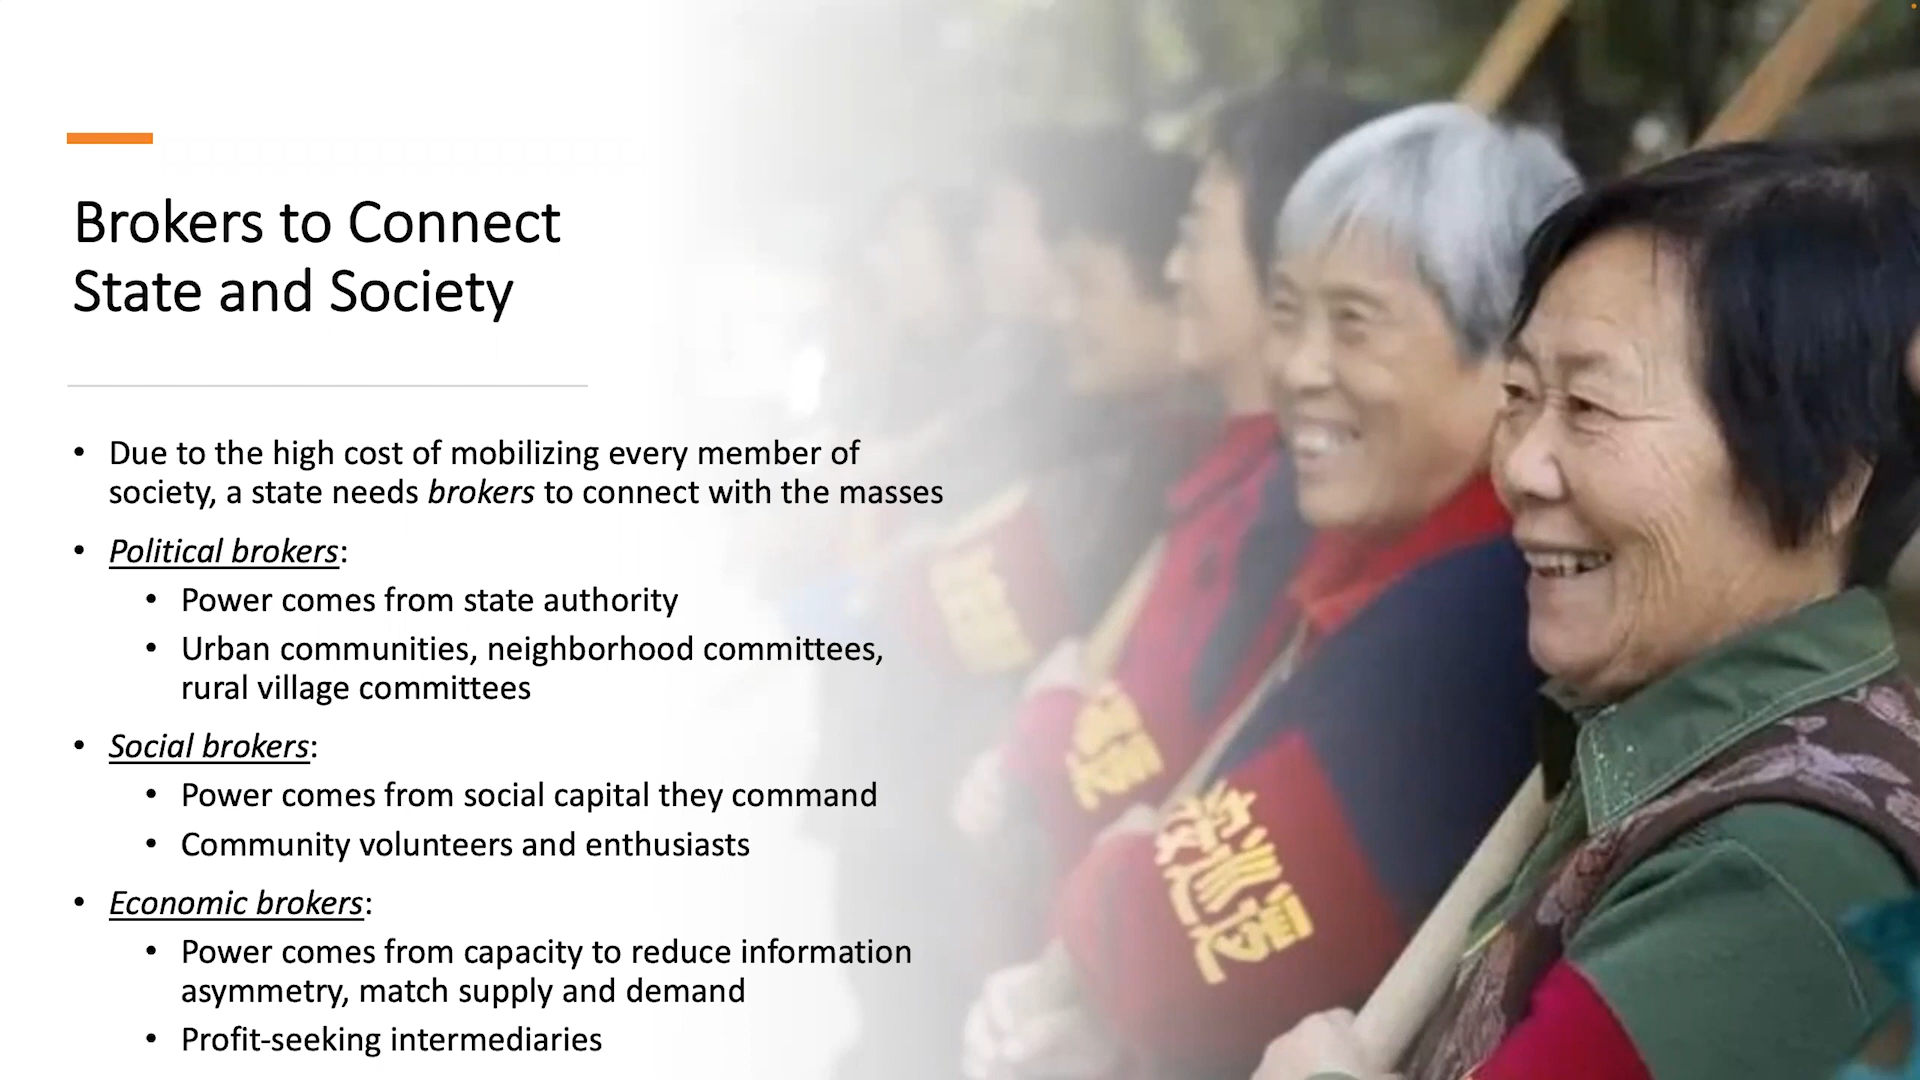 Brokers to Connect
State and Society
• Due to the high cost of mobilizing every member of
society, a state needs brokers to connect with the masses
• Political brokers:
• Power comes from state authority
• Urban communities, neighborhood committees,
rural village committees
• Social brokers:
• Power comes from social capital they command
• Community volunteers and enthusiasts
• Economic brokers:
• Power comes from capacity to reduce information
asymmetry, match supply and demand
• Profit-seeking intermediaries